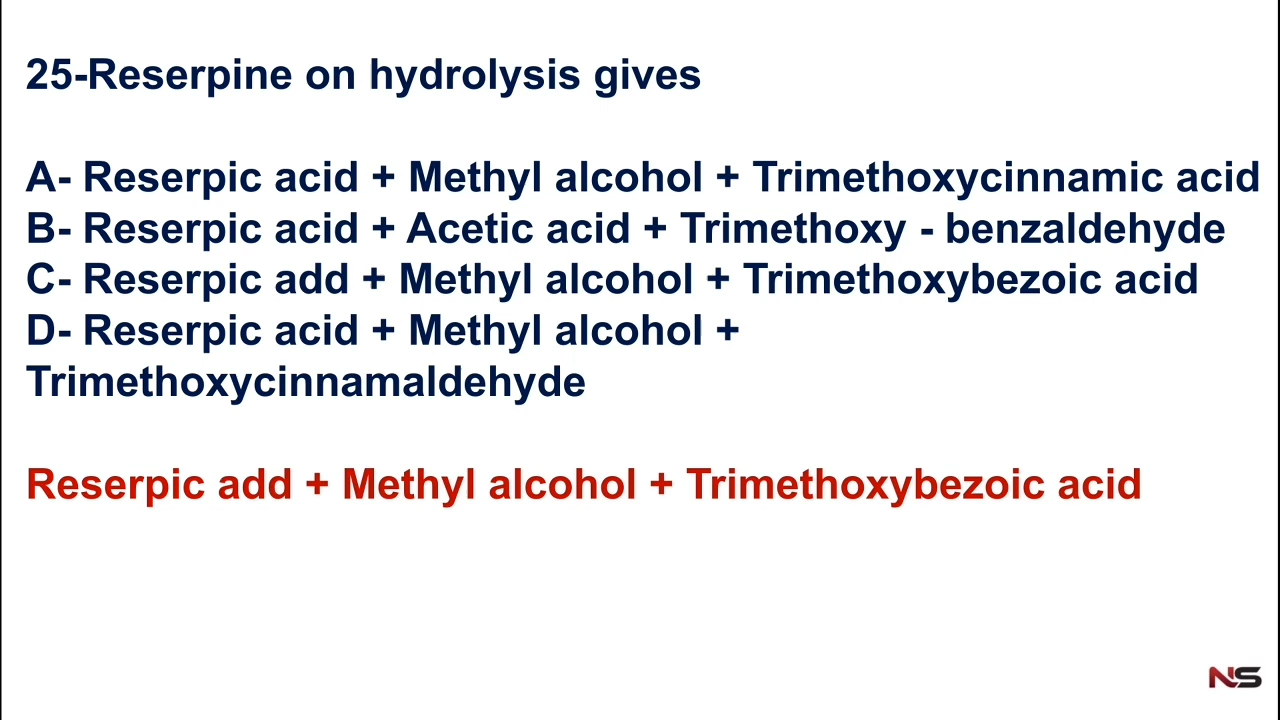 25-Reserpine on hydrolysis gives
A- Reserpic acid + Methyl alcohol + Trimethoxycinnamic acid
B- Reserpic acid + Acetic acid + Trimethoxy - benzaldehyde
C- Reserpic add + Methyl alcohol + Trimethoxybezoic acid
D- Reserpic acid + Methyl alcohol +
Trimethoxycinnamaldehyde
Reserpic add + Methyl alcohol + Trimethoxybezoic acid
NS